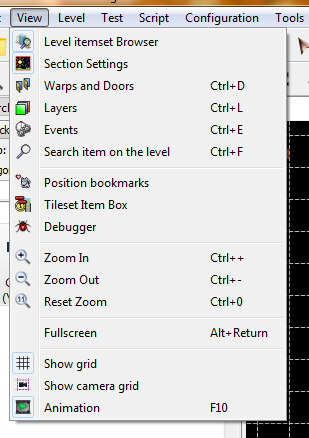 View Level Test Script Configuration Tools
Level itemset Browser
Section Settings
Warps and Doors Ctrl+D
Layers Ctrl+L
Events Ctrl+E
Search item on the level Ctrl+F
Position bookmarks
Tileset Item Box
Debugger
Zoom In Ctrl++
Zoom Out Ctrl+-
Reset Zoom Ctrl+0
Fullscreen Alt+Return
Show grid
Show camera grid
Animation F10